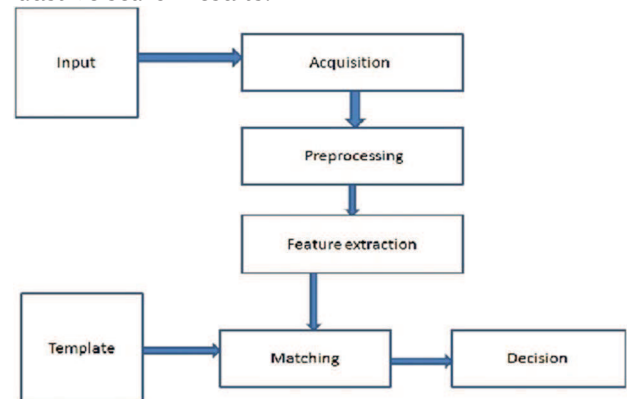 Input
Acquisition
Preprocessing
Feature extraction
Template
Matching
Decision